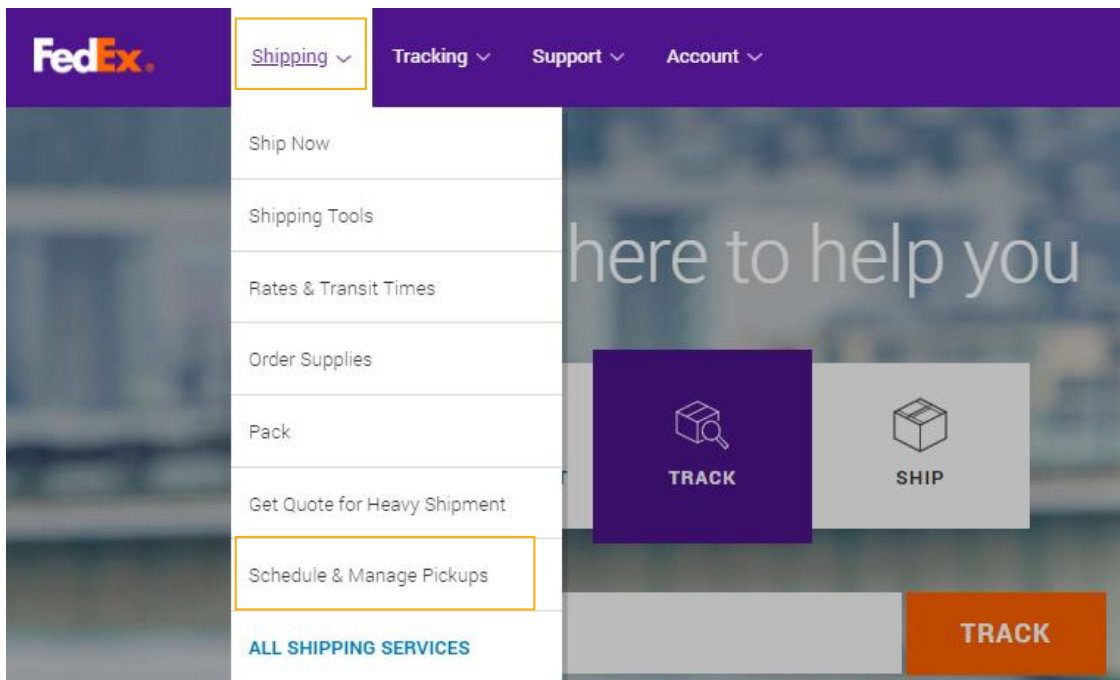 FedEx.
Shipping
Tracking
Support
Account
Ship Now
Shipping Tools
Rates & Transit Times
Order Supplies
Pack
Get Quote for Heavy Shipment
Schedule & Manage Pickups
ALL SHIPPING SERVICES
here to help you
TRACK
SHIP
TRACK